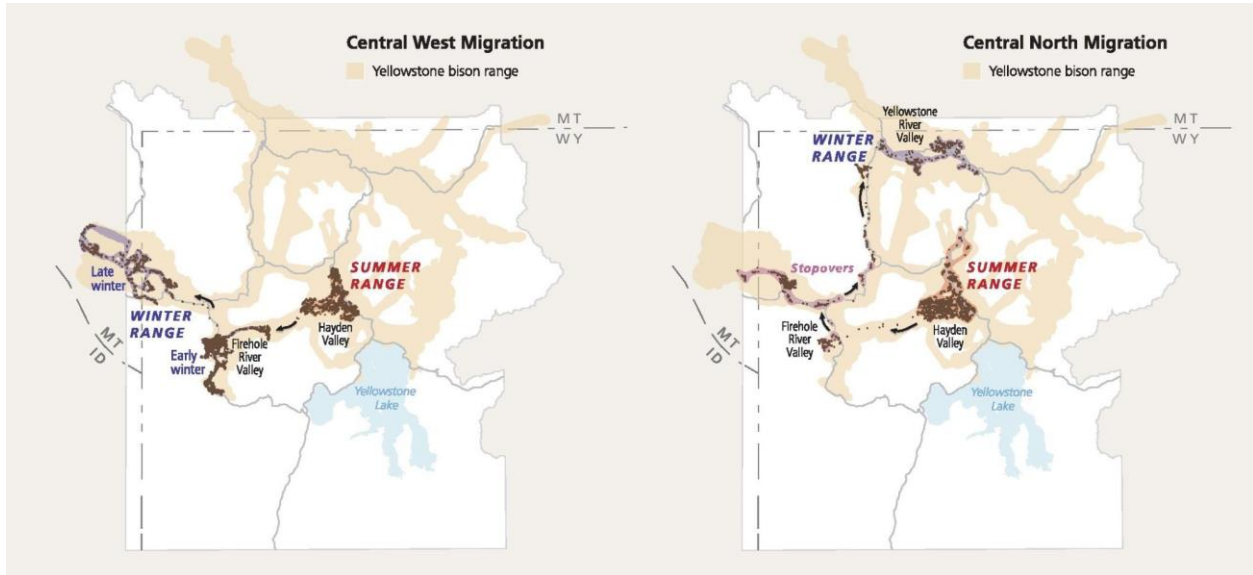 Central West Migration
Yellowstone bison range
MT
WY
Late
winter
WINTER
RANGE
SUMMER
RANGE
Hayden
Valley
Firehole
River
Valley
Early
winter
MT
ID
Yellowstone
Lake
Central North Migration
Yellowstone bison range
Yellowstone
River
Valley
MT
WY
WINTER
RANGE
Stopovers
SUMMER
RANGE
Hayden
Valley
Firehole
River
Valley
MT
ID
Yellowstone
Lake